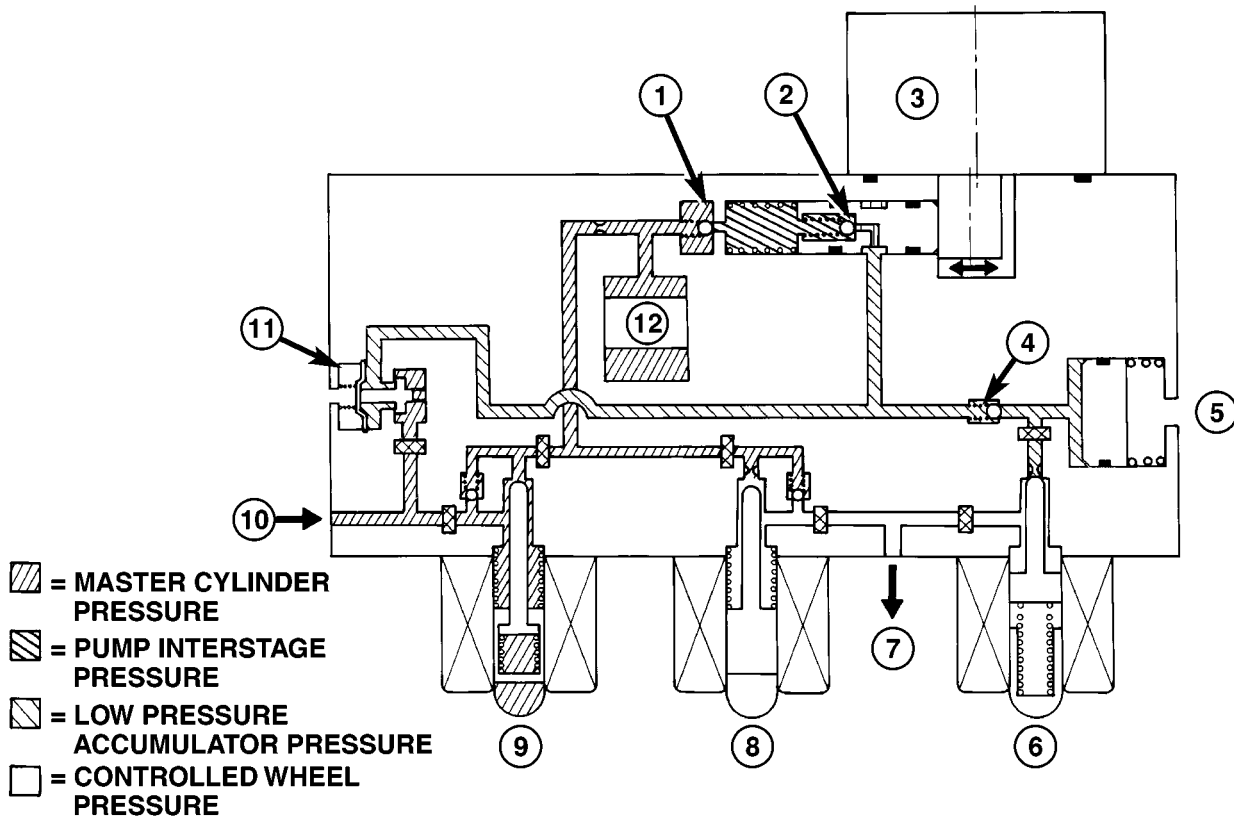 1
2
3
11
12
4
5
10
7
9
8
6
= MASTER CYLINDER
PRESSURE
= PUMP INTERSTAGE
PRESSURE
= LOW PRESSURE
ACCUMULATOR PRESSURE
= CONTROLLED WHEEL
PRESSURE